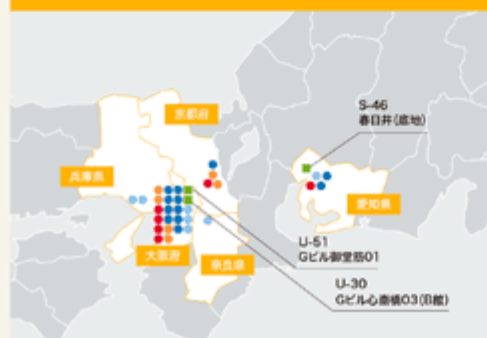 S-46
春日井(底地)
京都府
兵庫県
愛知県
大阪府
奈良県
U-51
Gビル御堂筋01
U-30
Gビル心斎橋03(B館)